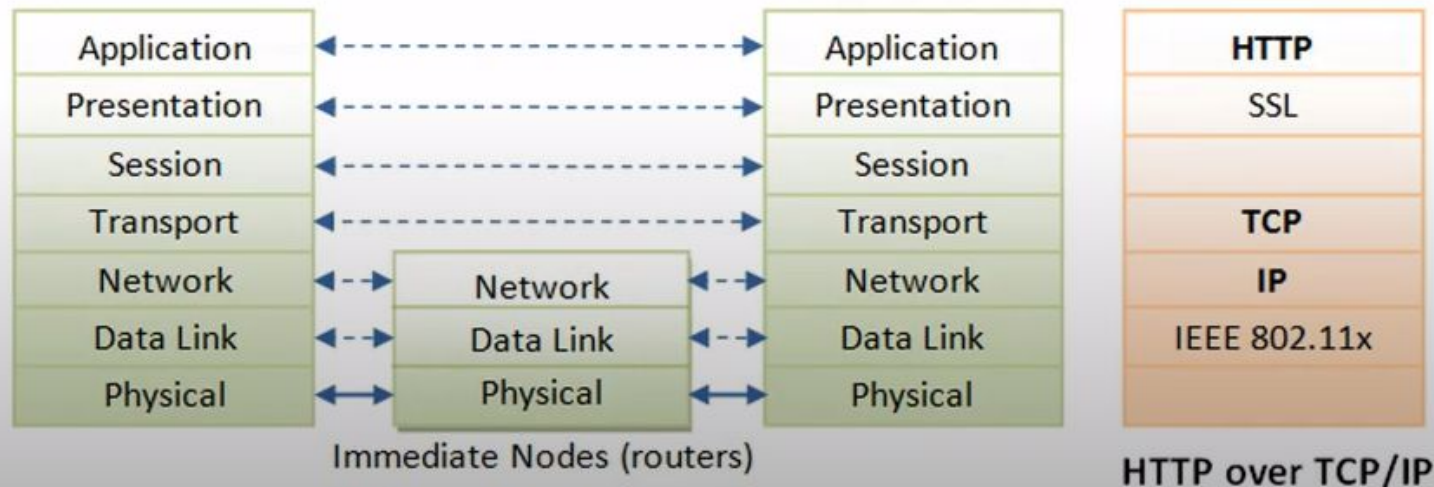 Application
Presentation
Session
Transport
Network
Data Link
Physical
Network
Data Link
Physical
Immediate Nodes (routers)
Application
Presentation
Session
Transport
Network
Data Link
Physical
HTTP
SSL
TCP
IP
IEEE 802.11x
HTTP over TCP/IP